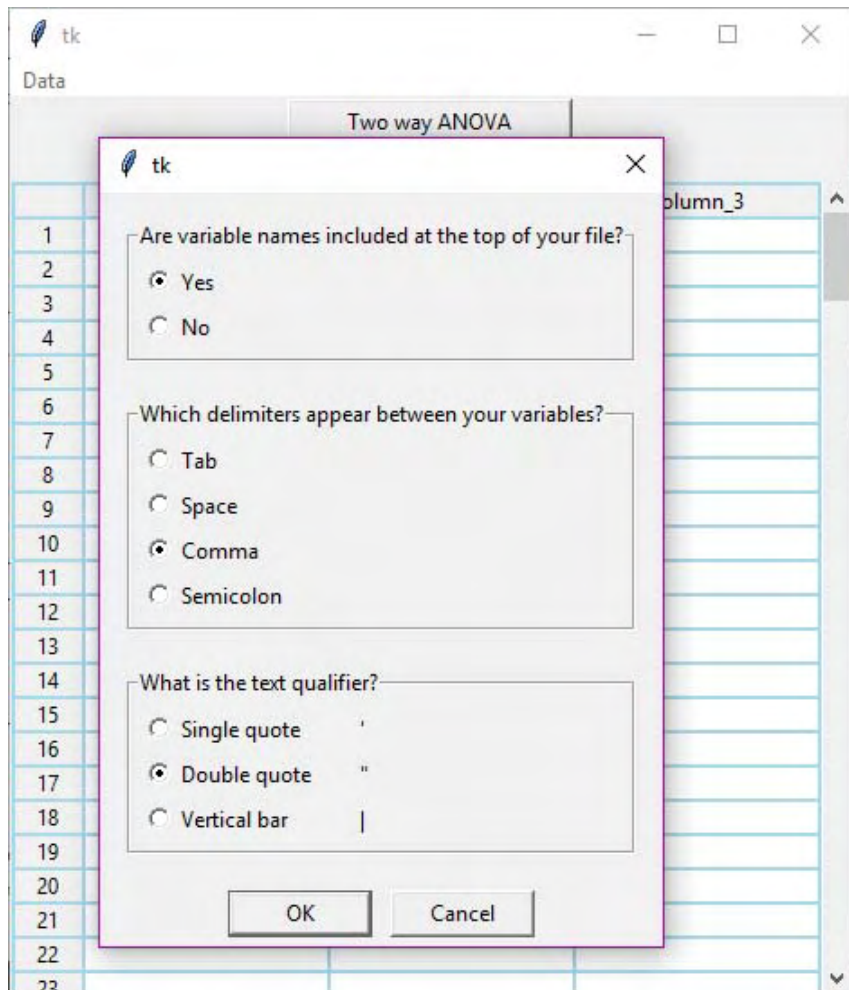 tk
Data
Two way ANOVA
tk
olumn_3
Are variable names included at the top of your file?
Yes
No
Which delimiters appear between your variables?
Tab
Space
Comma
Semicolon
What is the text qualifier?
Single quote '
Double quote "
Vertical bar |
OK Cancel
1
2
3
4
5
6
7
8
9
10
11
12
13
14
15
16
17
18
19
20
21
22
23